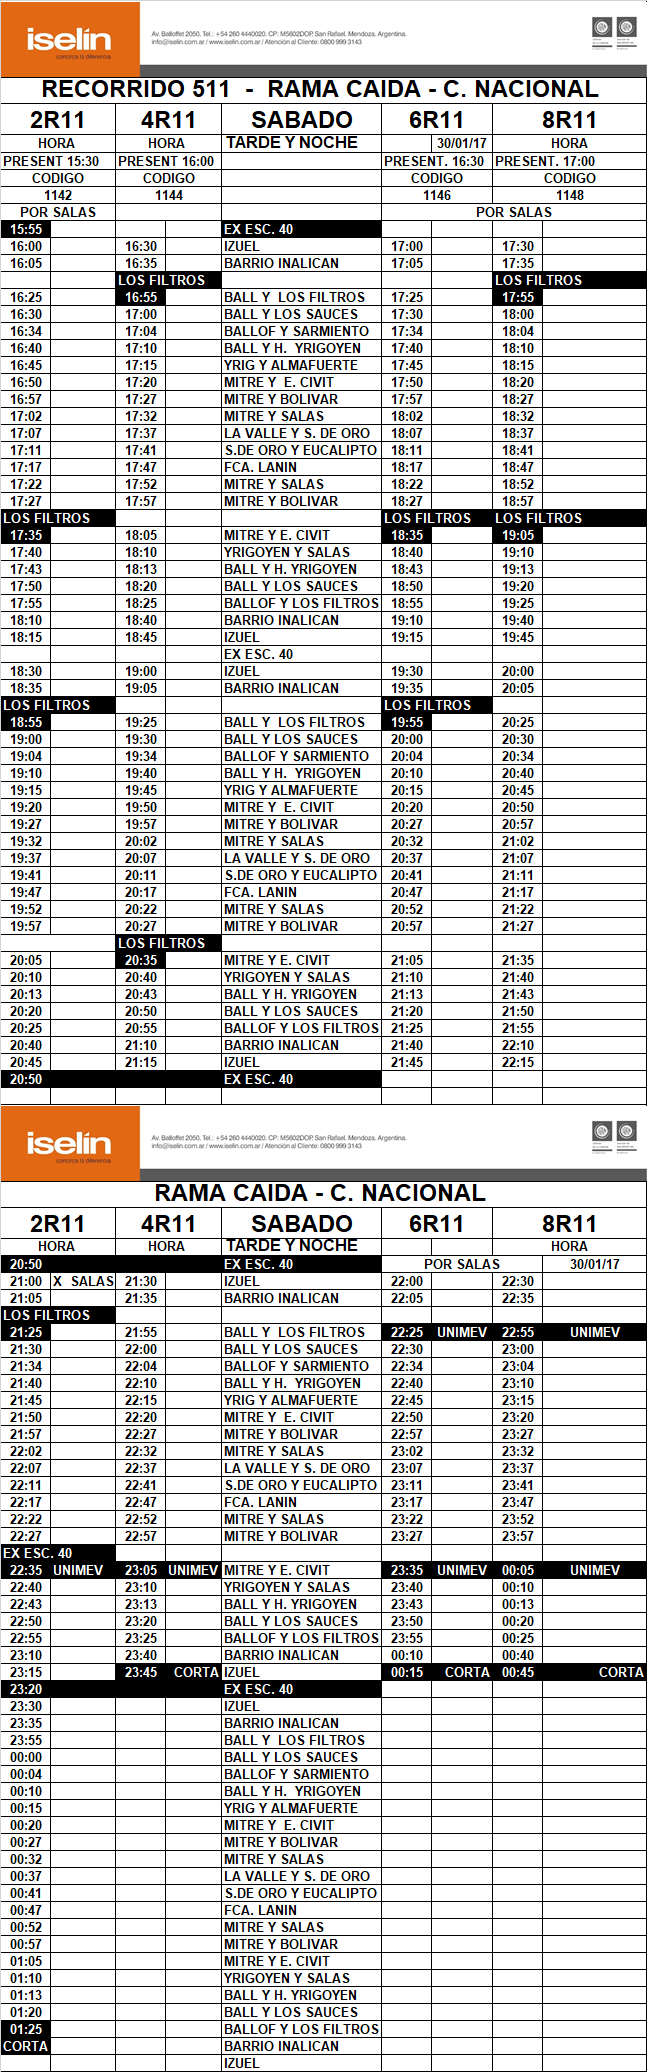 iselín
conozca la diferencia
Av. Balloffet 2050. Tel.: +54 260 4440020. CP: M5602DOP. San Rafael. Mendoza. Argentina.
info@iselin.com.ar / www.iselin.com.ar / Atención al Cliente: 0800 999 3143
RECORRIDO 511 - RAMA CAIDA - C. NACIONAL
2R11 4R11 SABADO 6R11 8R11
HORA HORA TARDE Y NOCHE 30/01/17 HORA
PRESENT 15:30 PRESENT 16:00 PRESENT. 16:30 PRESENT. 17:00
CODIGO CODIGO CODIGO CODIGO
1142 1144 1146 1148
POR SALAS POR SALAS
15:55 EX ESC. 40
16:00 16:30 IZUEL 17:00 17:30
16:05 16:35 BARRIO INALICAN 17:05 17:35
LOS FILTROS LOS FILTROS
16:25 16:55 BALL Y LOS FILTROS 17:25 17:55
16:30 17:00 BALL Y LOS SAUCES 17:30 18:00
16:34 17:04 BALLOF Y SARMIENTO 17:34 18:04
16:40 17:10 BALL Y H. YRIGOYEN 17:40 18:10
16:45 17:15 YRIG Y ALMAFUERTE 17:45 18:15
16:50 17:20 MITRE Y E. CIVIT 17:50 18:20
16:57 17:27 MITRE Y BOLIVAR 17:57 18:27
17:02 17:32 MITRE Y SALAS 18:02 18:32
17:07 17:37 LA VALLE Y S. DE ORO 18:07 18:37
17:11 17:41 S.DE ORO Y EUCALIPTO 18:11 18:41
17:17 17:47 FCA. LANIN 18:17 18:47
17:22 17:52 MITRE Y SALAS 18:22 18:52
17:27 17:57 MITRE Y BOLIVAR 18:27 18:57
LOS FILTROS LOS FILTROS LOS FILTROS
17:35 18:05 MITRE Y E. CIVIT 18:35 19:05
17:40 18:10 YRIGOYEN Y SALAS 18:40 19:10
17:43 18:13 BALL Y H. YRIGOYEN 18:43 19:13
17:50 18:20 BALL Y LOS SAUCES 18:50 19:20
17:55 18:25 BALLOF Y LOS FILTROS 18:55 19:25
18:10 18:40 BARRIO INALICAN 19:10 19:40
18:15 18:45 IZUEL 19:15 19:45
EX ESC. 40
18:30 19:00 IZUEL 19:30 20:00
18:35 19:05 BARRIO INALICAN 19:35 20:05
LOS FILTROS LOS FILTROS
18:55 19:25 BALL Y LOS FILTROS 19:55 20:25
19:00 19:30 BALL Y LOS SAUCES 20:00 20:30
19:04 19:34 BALLOF Y SARMIENTO 20:04 20:34
19:10 19:40 BALL Y H. YRIGOYEN 20:10 20:40
19:15 19:45 YRIG Y ALMAFUERTE 20:15 20:45
19:20 19:50 MITRE Y E. CIVIT 20:20 20:50
19:27 19:57 MITRE Y BOLIVAR 20:27 20:57
19:32 20:02 MITRE Y SALAS 20:32 21:02
19:37 20:07 LA VALLE Y S. DE ORO 20:37 21:07
19:41 20:11 S.DE ORO Y EUCALIPTO 20:41 21:11
19:47 20:17 FCA. LANIN 20:47 21:17
19:52 20:22 MITRE Y SALAS 20:52 21:22
19:57 20:27 MITRE Y BOLIVAR 20:57 21:27
LOS FILTROS
20:05 20:35 MITRE Y E. CIVIT 21:05 21:35
20:10 20:40 YRIGOYEN Y SALAS 21:10 21:40
20:13 20:43 BALL Y H. YRIGOYEN 21:13 21:43
20:20 20:50 BALL Y LOS SAUCES 21:20 21:50
20:25 20:55 BALLOF Y LOS FILTROS 21:25 21:55
20:40 21:10 BARRIO INALICAN 21:40 22:10
20:45 21:15 IZUEL 21:45 22:15
20:50 EX ESC. 40
iselín
conozca la diferencia
Av. Balloffet 2050. Tel.: +54 260 4440020. CP: M5602DOP. San Rafael. Mendoza. Argentina.
info@iselin.com.ar / www.iselin.com.ar / Atención al Cliente: 0800 999 3143
RAMA CAIDA - C. NACIONAL
2R11 4R11 SABADO 6R11 8R11
HORA HORA TARDE Y NOCHE HORA
20:50 EX ESC. 40 POR SALAS 30/01/17
21:00 X SALAS 21:30 IZUEL 22:00 22:30
21:05 21:35 BARRIO INALICAN 22:05 22:35
LOS FILTROS
21:25 21:55 BALL Y LOS FILTROS 22:25 UNIMEV 22:55 UNIMEV
21:30 22:00 BALL Y LOS SAUCES 22:30 23:00
21:34 22:04 BALLOF Y SARMIENTO 22:34 23:04
21:40 22:10 BALL Y H. YRIGOYEN 22:40 23:10
21:45 22:15 YRIG Y ALMAFUERTE 22:45 23:15
21:50 22:20 MITRE Y E. CIVIT 22:50 23:20
21:57 22:27 MITRE Y BOLIVAR 22:57 23:27
22:02 22:32 MITRE Y SALAS 23:02 23:32
22:07 22:37 LA VALLE Y S. DE ORO 23:07 23:37
22:11 22:41 S.DE ORO Y EUCALIPTO 23:11 23:41
22:17 22:47 FCA. LANIN 23:17 23:47
22:22 22:52 MITRE Y SALAS 23:22 23:52
22:27 22:57 MITRE Y BOLIVAR 23:27 23:57
EX ESC. 40
22:35 UNIMEV 23:05 UNIMEV MITRE Y E. CIVIT 23:35 UNIMEV 00:05 UNIMEV
22:40 23:10 YRIGOYEN Y SALAS 23:40 00:10
22:43 23:13 BALL Y H. YRIGOYEN 23:43 00:13
22:50 23:20 BALL Y LOS SAUCES 23:50 00:20
22:55 23:25 BALLOF Y LOS FILTROS 23:55 00:25
23:10 23:40 BARRIO INALICAN 00:10 00:40
23:15 23:45 CORTA IZUEL 00:15 CORTA 00:45 CORTA
23:20 EX ESC. 40
23:30 IZUEL
23:35 BARRIO INALICAN
23:55 BALL Y LOS FILTROS
00:00 BALL Y LOS SAUCES
00:04 BALLOF Y SARMIENTO
00:10 BALL Y H. YRIGOYEN
00:15 YRIG Y ALMAFUERTE
00:20 MITRE Y E. CIVIT
00:27 MITRE Y BOLIVAR
00:32 MITRE Y SALAS
00:37 LA VALLE Y S. DE ORO
00:41 S.DE ORO Y EUCALIPTO
00:47 FCA. LANIN
00:52 MITRE Y SALAS
00:57 MITRE Y BOLIVAR
01:05 MITRE Y E. CIVIT
01:10 YRIGOYEN Y SALAS
01:13 BALL Y H. YRIGOYEN
01:20 BALL Y LOS SAUCES
01:25 BALLOF Y LOS FILTROS
CORTA BARRIO INALICAN
IZUEL